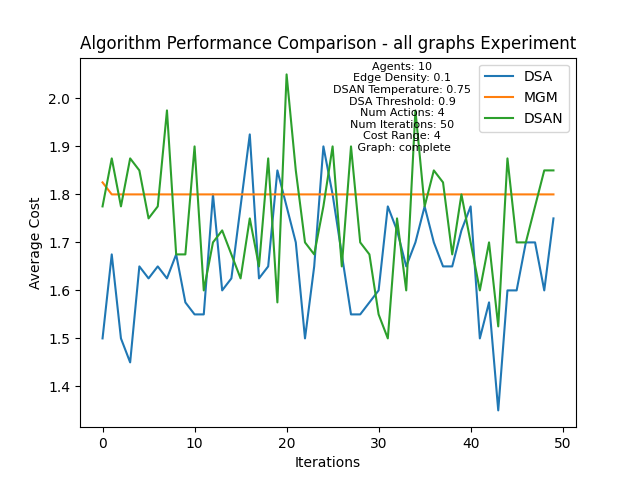 Algorithm Performance Comparison - all graphs Experiment
Agents: 10
Edge Density: 0.1
DSAN Temperature: 0.75
DSA Threshold: 0.9
Num Actions: 4
Num Iterations: 50
Cost Range: 4
Graph: complete
DSA
MGM
DSAN
Average Cost
2.0
1.9
1.8
1.7
1.6
1.5
1.4
0
10
20
30
40
50
Iterations